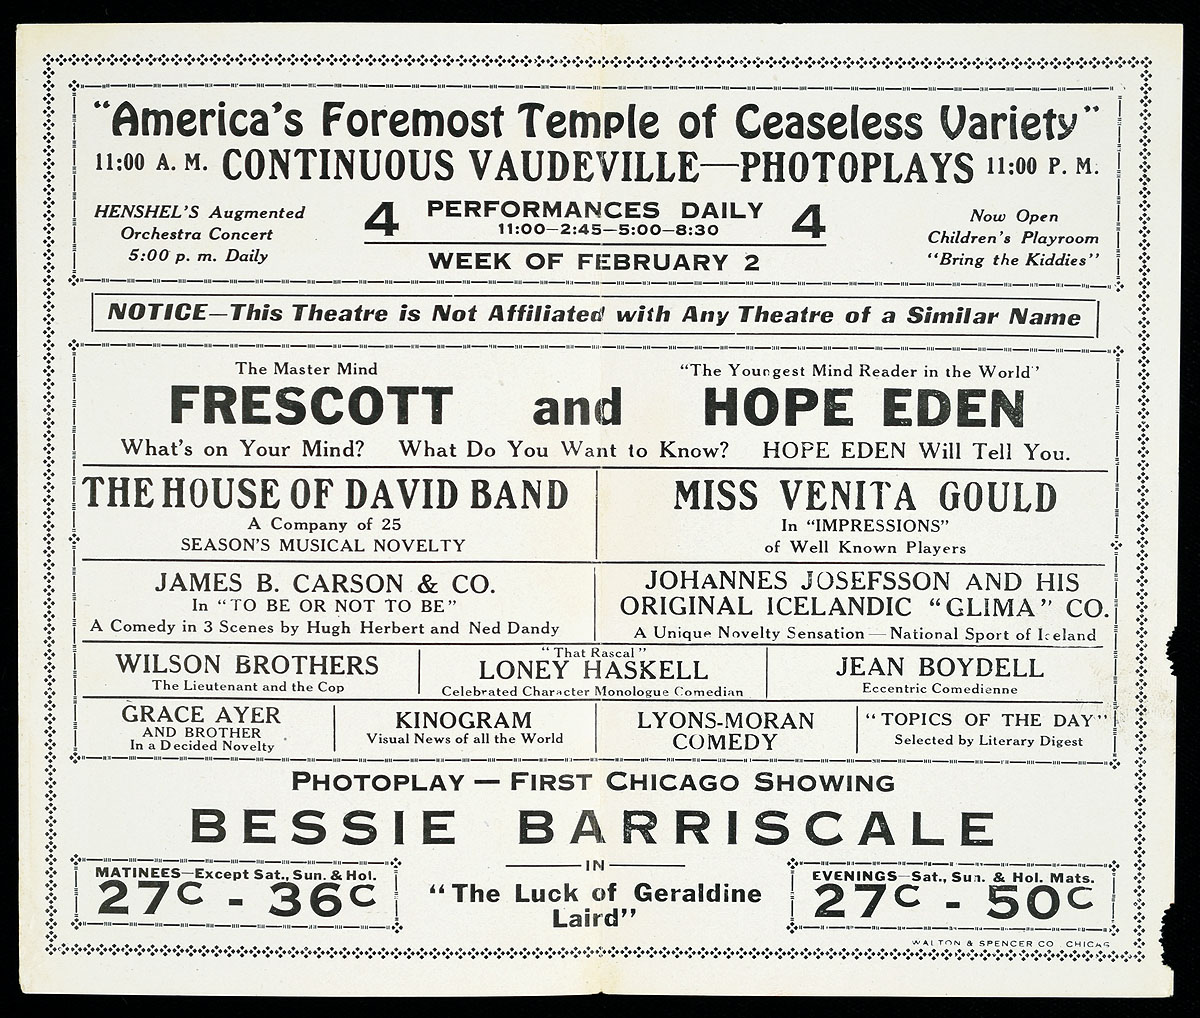 "America's Foremost Temple of Ceaseless Variety"
11:00 A. M. CONTINUOUS VAUDEVILLE—PHOTOPLAYS 11:00 P. M.
HENSHEL'S Augmented
Orchestra Concert
5:00 p. m. Daily
4 PERFORMANCES DAILY 4
11:00—2:45—5:00—8:30
WEEK OF FEBRUARY 2
Now Open
Children's Playroom
"Bring the Kiddies"
NOTICE—This Theatre is Not Affiliated with Any Theatre of a Similar Name
The Master Mind
"The Youngest Mind Reader in the World"
FRESCOTT and HOPE EDEN
What's on Your Mind? What Do You Want to Know? HOPE EDEN Will Tell You.
THE HOUSE OF DAVID BAND
A Company of 25
SEASON'S MUSICAL NOVELTY
MISS VENITA GOULD
In "IMPRESSIONS"
of Well Known Players
JAMES B. CARSON & CO.
In "TO BE OR NOT TO BE"
A Comedy in 3 Scenes by Hugh Herbert and Ned Dandy
JOHANNES JOSEFSSON AND HIS
ORIGINAL ICELANDIC "GLIMA" CO.
A Unique Novelty Sensation—National Sport of Iceland
WILSON BROTHERS
The Lieutenant and the Cop
"That Rascal"
LONEY HASKELL
Celebrated Character Monologue Comedian
JEAN BOYDELL
Eccentric Comedienne
GRACE AYER
AND BROTHER
In a Decided Novelty
KINOGRAM
Visual News of all the World
LYONS-MORAN
COMEDY
"TOPICS OF THE DAY"
Selected by Literary Digest
PHOTOPLAY — FIRST CHICAGO SHOWING
BESSIE BARRISCALE
IN
"The Luck of Geraldine
Laird"
MATINEES—Except Sat., Sun. & Hol.
27c - 36c
EVENINGS—Sat., Sun. & Hol. Mats.
27c - 50c
WALTON & SPENCER CO. CHICAG